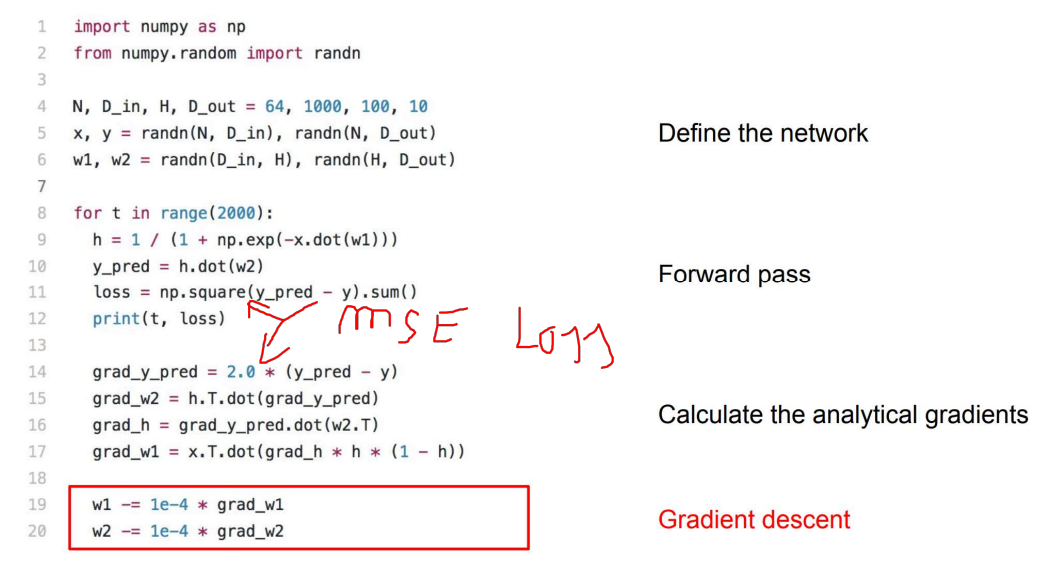 1 import numpy as np
2 from numpy.random import randn
3
4 N, D_in, H, D_out = 64, 1000, 100, 10
5 x, y = randn(N, D_in), randn(N, D_out)
Define the network
6 w1, w2 = randn(D_in, H), randn(H, D_out)
7
8 for t in range(2000):
9 h = 1 / (1 + np.exp(-x.dot(w1)))
10 y_pred = h.dot(w2)
Forward pass
11 loss = np.square(y_pred - y).sum()
12 print(t, loss)
MSE Loss
13
14 grad_y_pred = 2.0 * (y_pred - y)
15 grad_w2 = h.T.dot(grad_y_pred)
Calculate the analytical gradients
16 grad_h = grad_y_pred.dot(w2.T)
17 grad_w1 = x.T.dot(grad_h * h * (1 - h))
18
19 w1 -= 1e-4 * grad_w1
Gradient descent
20 w2 -= 1e-4 * grad_w2